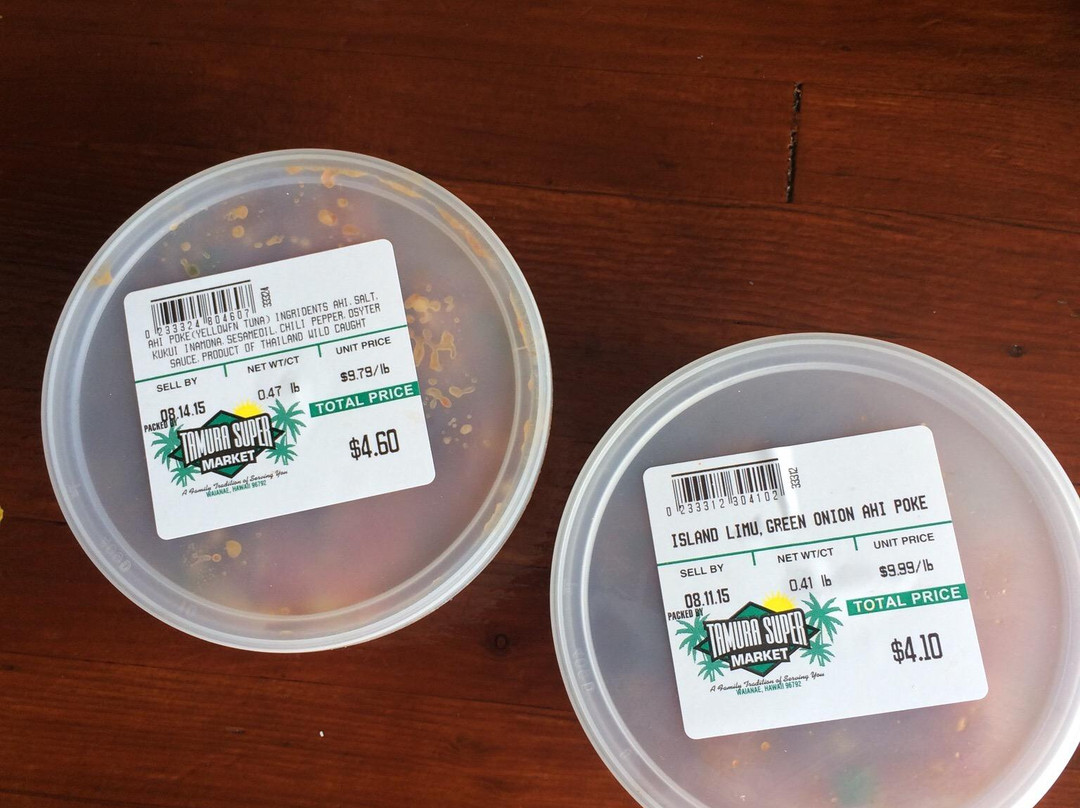 0 233324 804607
33324
AHI POKE(YELLOWFN TUNA) INGRIDENTS AHI, SALT,
KUKUI INAMONA, SESAMEOIL, CHILI PEPPER, OSYTER
SAUCE, PRODUCT OF THAILAND WILD CAUGHT
SELL BY NET WT/CT UNIT PRICE
08.14.15 0.47 lb $9.79/lb
PACKED BY TOTAL PRICE
TAMURA SUPER
MARKET
$4.60
A Family Tradition of Serving You
WAIANAE, HAWAII 96792
0 233312 304102
33312
ISLAND LIMU, GREEN ONION AHI POKE
SELL BY NET WT/CT UNIT PRICE
08.11.15 0.41 lb $9.99/lb
PACKED BY TOTAL PRICE
TAMURA SUPER
MARKET
$4.10
A Family Tradition of Serving You
WAIANAE, HAWAII 96792